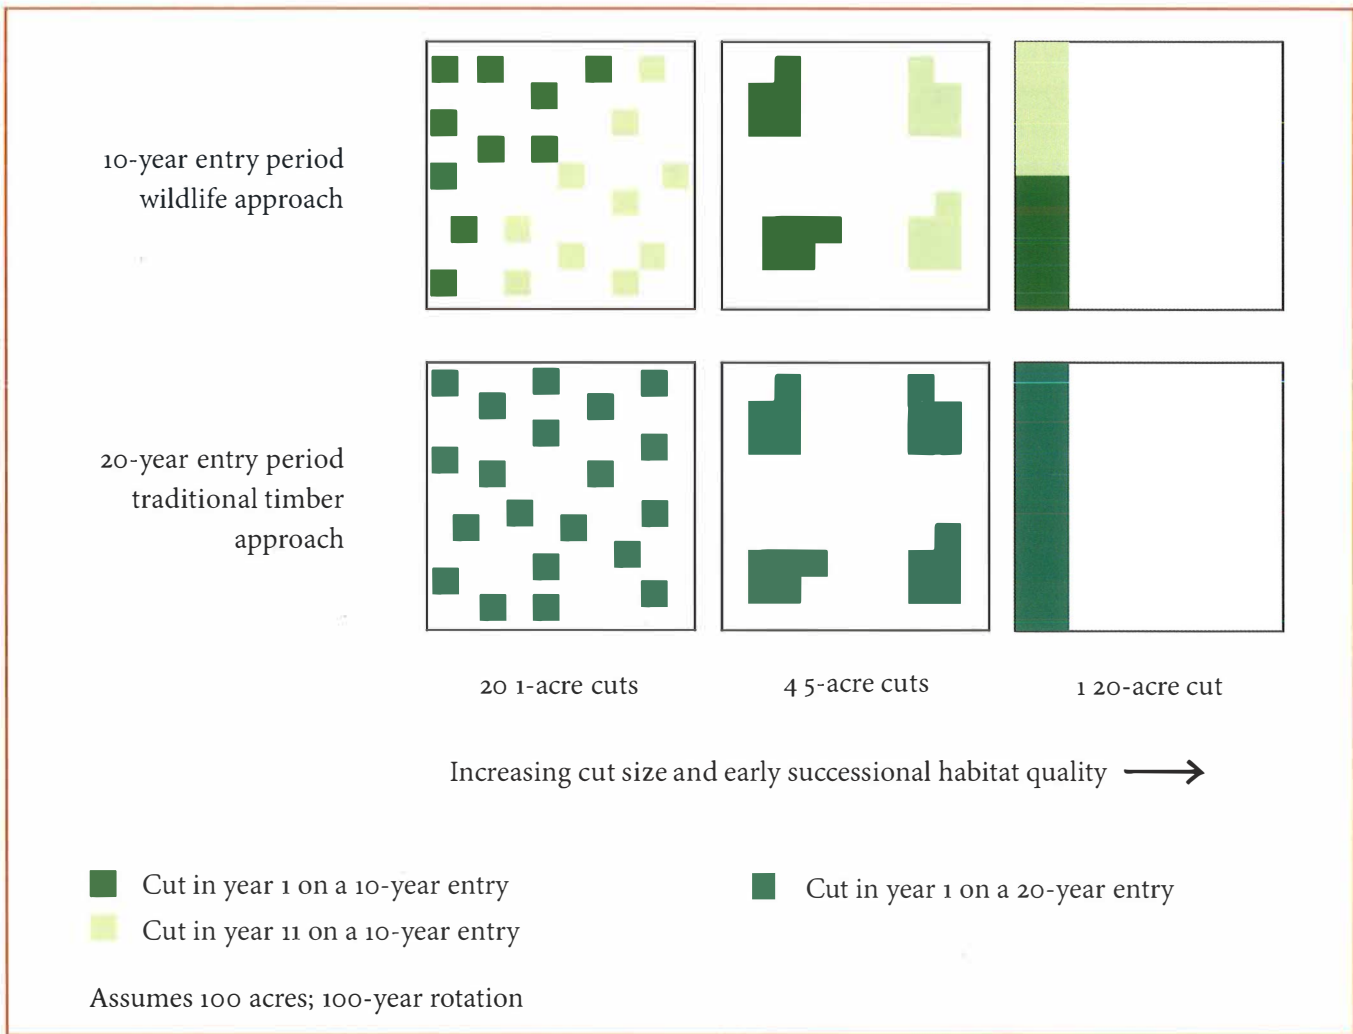 10-year entry period
wildlife approach
20-year entry period
traditional timber
approach
20 1-acre cuts
4 5-acre cuts
1 20-acre cut
Increasing cut size and early successional habitat quality
Cut in year 1 on a 10-year entry
Cut in year 11 on a 10-year entry
Cut in year 1 on a 20-year entry
Assumes 100 acres; 100-year rotation